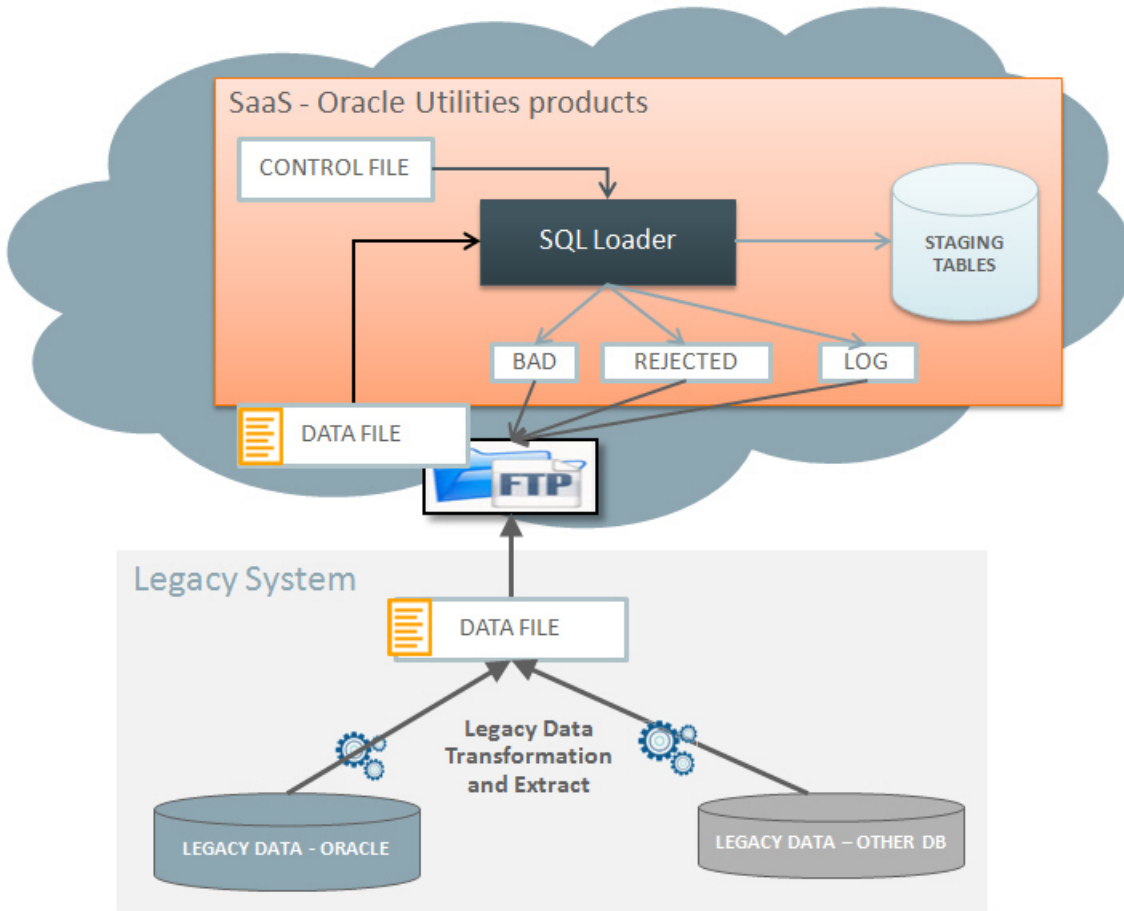 SaaS - Oracle Utilities products
CONTROL FILE
SQL Loader
STAGING
TABLES
BAD
REJECTED
LOG
DATA FILE
FTP
Legacy System
DATA FILE
Legacy Data
Transformation
and Extract
LEGACY DATA - ORACLE
LEGACY DATA – OTHER DB